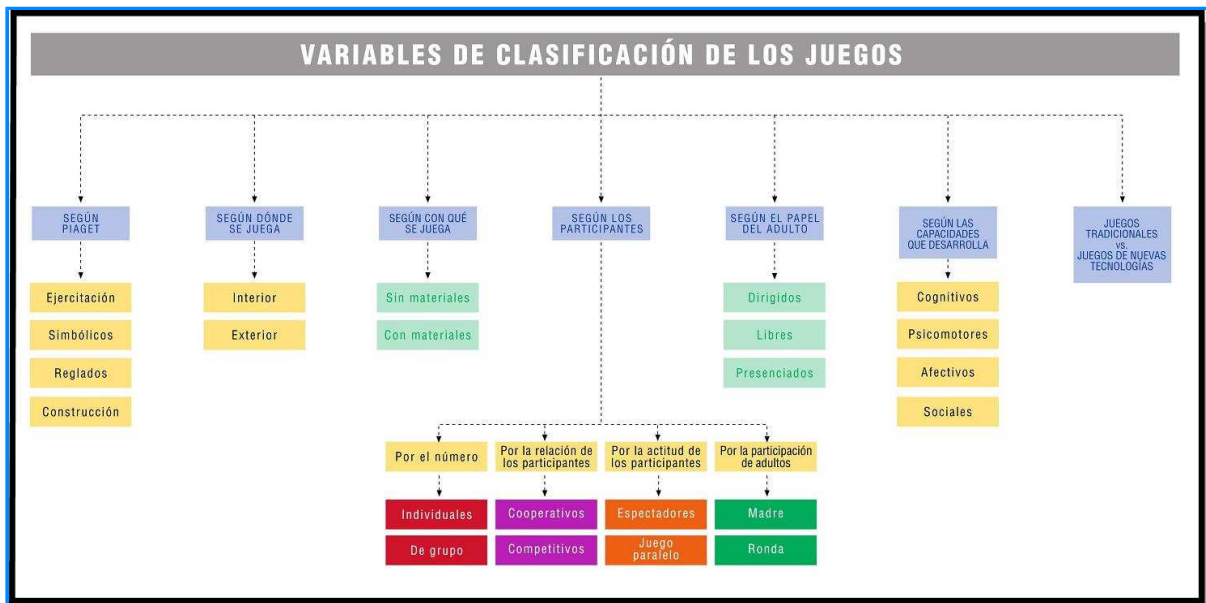 VARIABLES DE CLASIFICACIÓN DE LOS JUEGOS
SEGÚN
PIAGET
Ejercitación
Simbólicos
Reglados
Construcción
SEGÚN DÓNDE
SE JUEGA
Interior
Exterior
SEGÚN CON QUÉ
SE JUEGA
Sin materiales
Con materiales
SEGÚN LOS
PARTICIPANTES
Por el número
Individuales
De grupo
Por la relación de
los participantes
Cooperativos
Competitivos
Por la actitud de
los participantes
Espectadores
Juego
paralelo
Por la participación
de adultos
Madre
Ronda
SEGÚN EL PAPEL
DEL ADULTO
Dirigidos
Libres
Presenciados
SEGÚN LAS
CAPACIDADES
QUE DESARROLLA
Cognitivos
Psicomotores
Afectivos
Sociales
JUEGOS
TRADICIONALES
vs.
JUEGOS DE NUEVAS
TECNOLOGÍAS